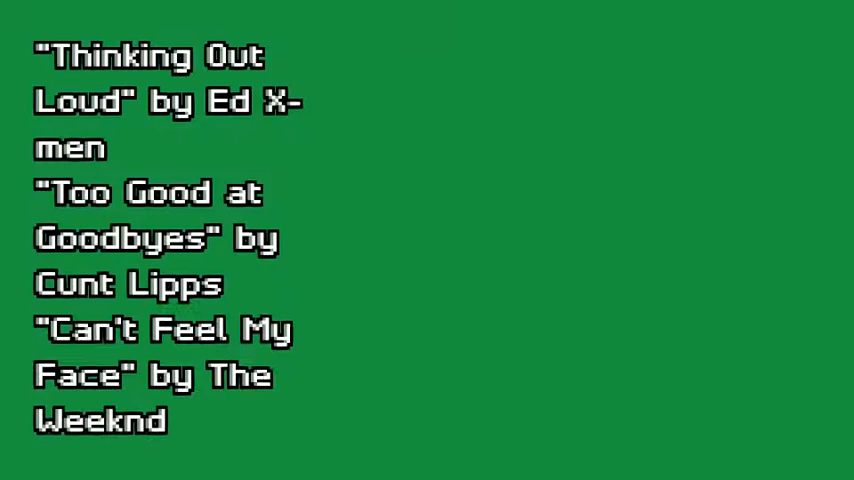 "Thinking Out
Loud" by Ed X-
men
"Too Good at
Goodbyes" by
Cunt Lipps
"Can't Feel My
Face" by The
Weeknd